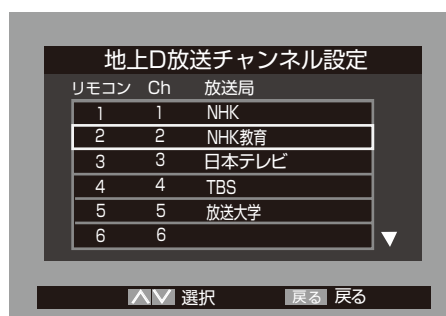 地上D放送チャンネル設定
リモコン Ch 放送局
1 1 NHK
2 2 NHK教育
3 3 日本テレビ
4 4 TBS
5 5 放送大学
6 6
▼
∧∨ 選択 戻る 戻る